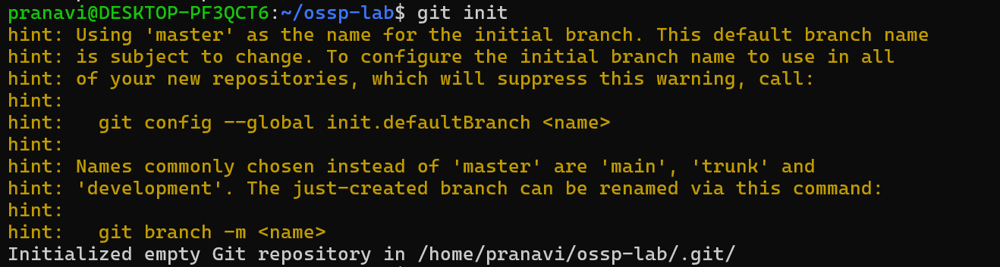 pranavi@DESKTOP-PF3QCT6:~/ossp-lab$ git init
hint: Using 'master' as the name for the initial branch. This default branch name
hint: is subject to change. To configure the initial branch name to use in all
hint: of your new repositories, which will suppress this warning, call:
hint:
hint:   git config --global init.defaultBranch <name>
hint:
hint: Names commonly chosen instead of 'master' are 'main', 'trunk' and
hint: 'development'. The just-created branch can be renamed via this command:
hint:
hint:   git branch -m <name>
Initialized empty Git repository in /home/pranavi/ossp-lab/.git/